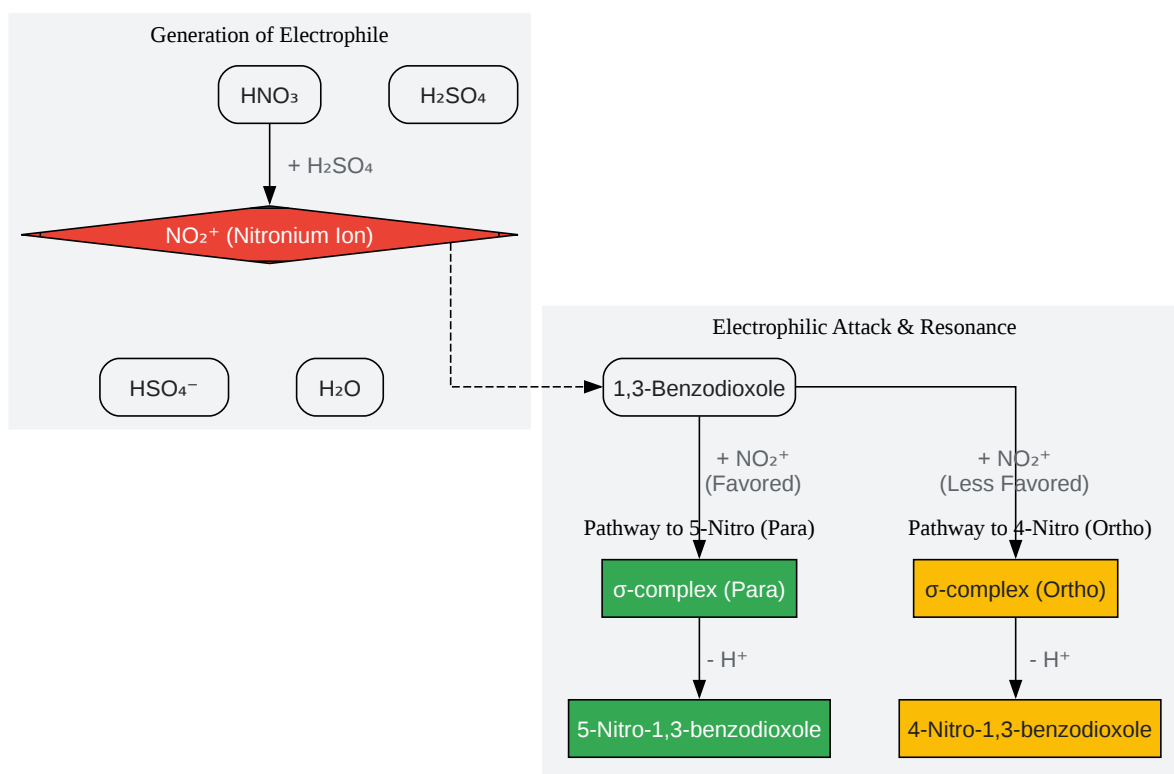 Generation of Electrophile
HNO₃
H₂SO₄
+ H₂SO₄
NO₂⁺ (Nitronium Ion)
HSO₄⁻
H₂O
Electrophilic Attack & Resonance
1,3-Benzodioxole
+ NO₂⁺
(Favored)
+ NO₂⁺
(Less Favored)
Pathway to 5-Nitro (Para)
Pathway to 4-Nitro (Ortho)
σ-complex (Para)
σ-complex (Ortho)
- H⁺
- H⁺
5-Nitro-1,3-benzodioxole
4-Nitro-1,3-benzodioxole